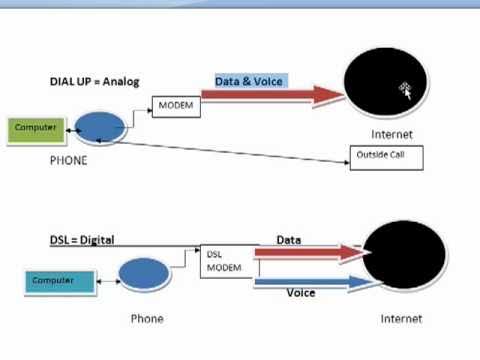 DIAL UP = Analog
Data & Voice
MODEM
Computer
Internet
PHONE
Outside Call
DSL = Digital
Data
DSL
MODEM
Computer
Voice
Phone
Internet